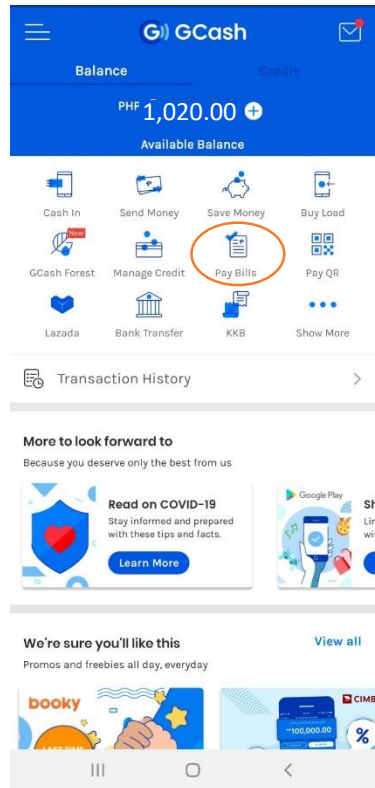 G)) GCash
Balance Credit
PHP 1,020.00
Available Balance
Cash In Send Money Save Money Buy Load
New
GCash Forest Manage Credit Pay Bills Pay QR
Lazada Bank Transfer KKB Show More
Transaction History
More to look forward to
Because you deserve only the best from us
Read on COVID-19
Stay informed and prepared
with these tips and facts.
Learn More
Google Play
We're sure you'll like this View all
Promos and freebies all day, everyday
booky
CIMB
100,000.00
%
LAST TIME